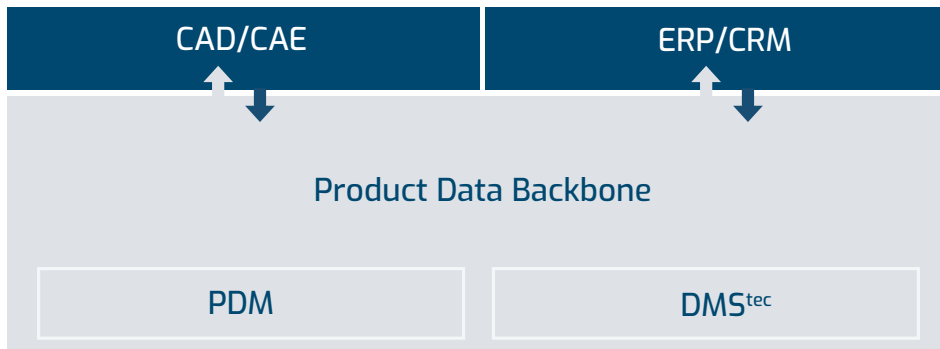 CAD/CAE
ERP/CRM
Product Data Backbone
PDM
DMStec